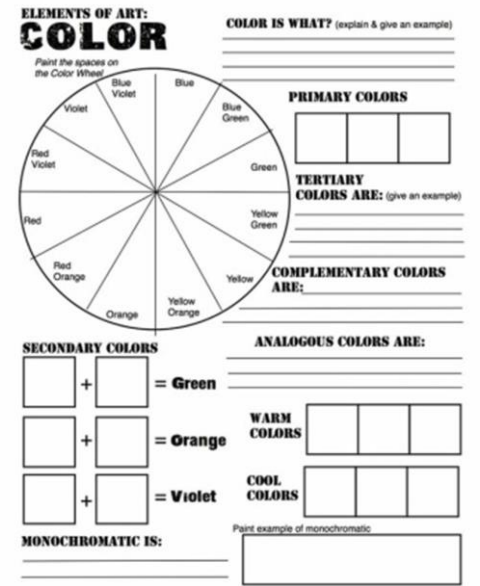 ELEMENTS OF ART:
COLOR
Paint the spaces on
the Color Wheel
Blue
Violet
Blue
Violet
Blue
Green
Red
Violet
Green
Red
Yellow
Green
Red
Orange
Yellow
Orange
Yellow
Orange
COLOR IS WHAT? (explain & give an example)
PRIMARY COLORS
TERTIARY
COLORS ARE: (give an example)
COMPLEMENTARY COLORS
ARE:
ANALOGOUS COLORS ARE:
SECONDARY COLORS
+ = Green
+ = Orange
+ = Violet
WARM
COLORS
COOL
COLORS
MONOCHROMATIC IS:
Paint example of monochromatic